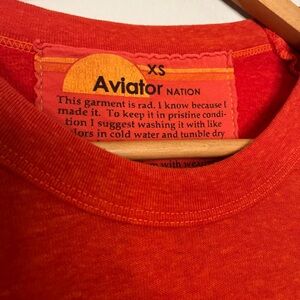 XS
Aviator NATION
This garment is rad. I know because I
made it. To keep it in pristine condi-
tion I suggest washing it with like
in cold water and tumble dry
with